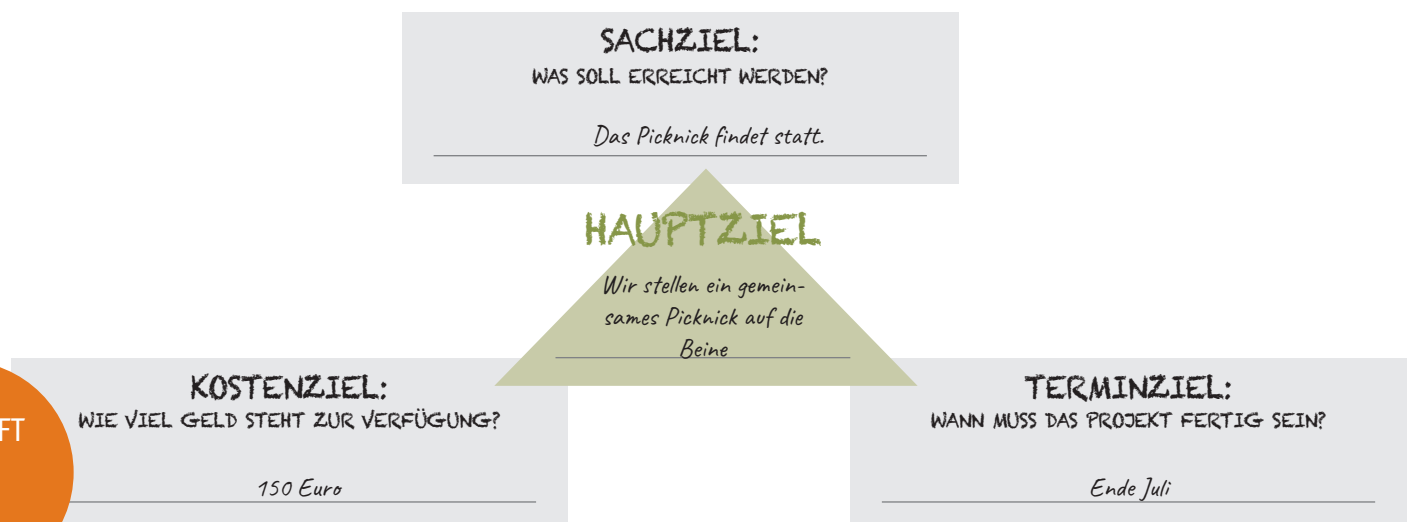 SACHZIEL:
WAS SOLL ERREICHT WERDEN?
Das Picknick findet statt.
HAUPTZIEL
Wir stellen ein gemein-
sames Picknick auf die
Beine
KOSTENZIEL:
WIE VIEL GELD STEHT ZUR VERFÜGUNG?
150 Euro
TERMINZIEL:
WANN MUSS DAS PROJEKT FERTIG SEIN?
Ende Juli
FT